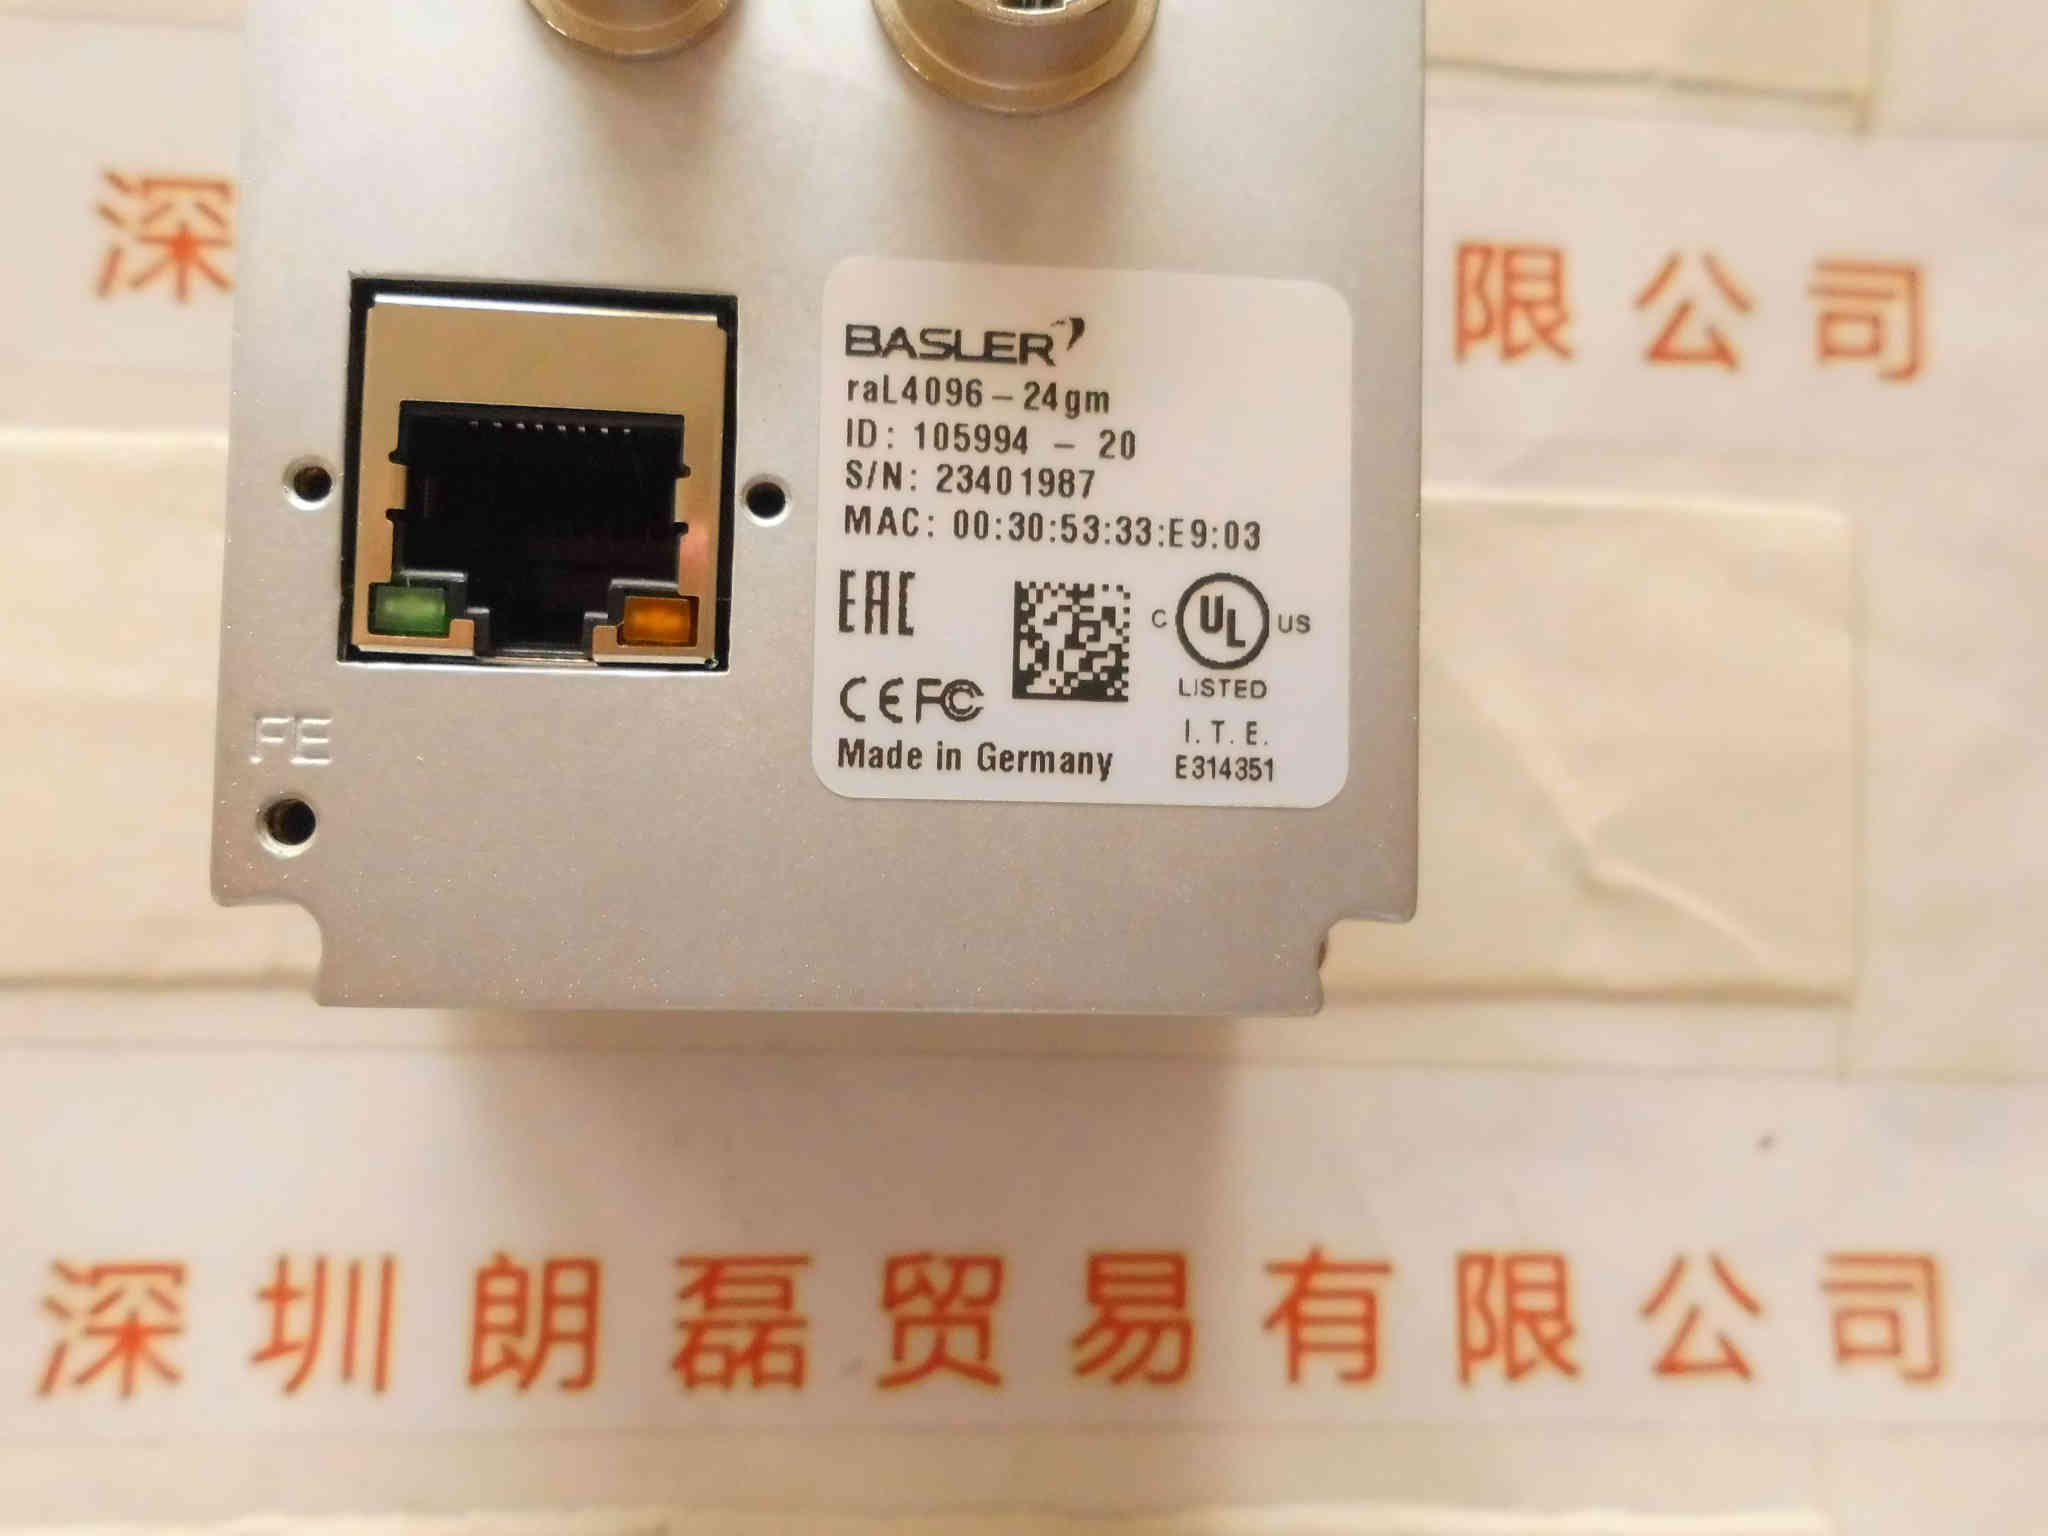 深
限公司
BASLER
raL4096-24gm
ID: 105994 - 20
S/N: 23401987
MAC: 00:30:53:33:E9:03
EAC
C UL US
LISTED
CE FC
I.T.E.
Made in Germany
E314351
FE
深圳朗磊贸易有限公司